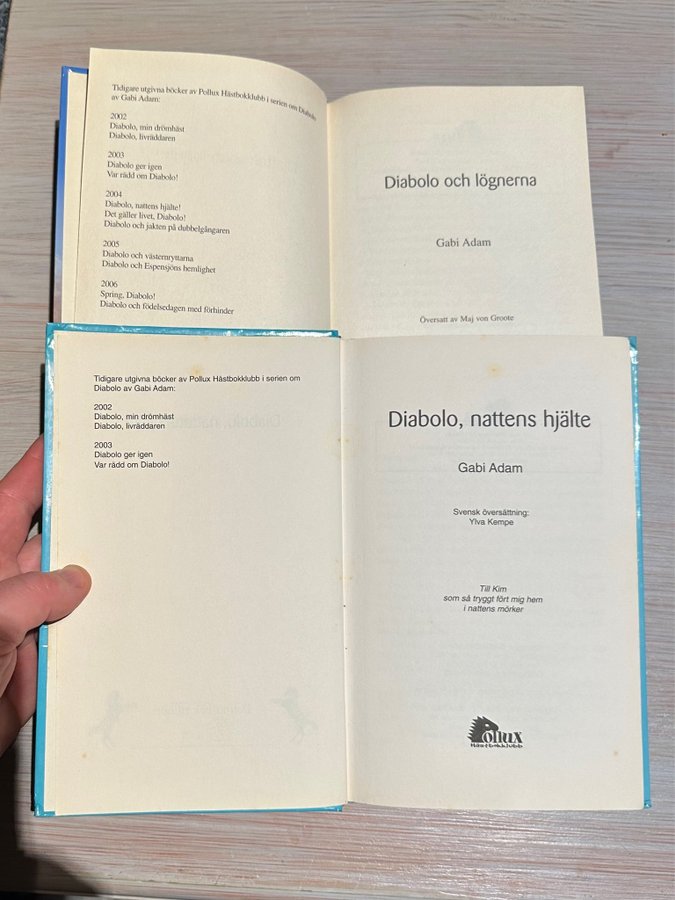 Tidigare utgivna böcker av Pollux Hästbokklubb i serien om Diabolo
av Gabi Adam:
2002
Diabolo, min drömhäst
Diabolo, livräddaren
2003
Diabolo ger igen
Var rädd om Diabolo!
2004
Diabolo, nattens hjälte!
Det gäller livet, Diabolo!
Diabolo och jakten på dubbelgångaren
2005
Diabolo och västernryttarna
Diabolo och Espensjöns hemlighet
2006
Spring, Diabolo!
Diabolo och födelsedagen med förhinder
Diabolo och lögnerna
Gabi Adam
Översatt av Maj von Groote
Tidigare utgivna böcker av Pollux Hästbokklubb i serien om
Diabolo av Gabi Adam:
2002
Diabolo, min drömhäst
Diabolo, livräddaren
2003
Diabolo ger igen
Var rädd om Diabolo!
Diabolo, nattens hjälte
Gabi Adam
Svensk översättning:
Ylva Kempe
Till Kim
som så tryggt fört mig hem
i nattens mörker
Pollux
Hästbokklubb